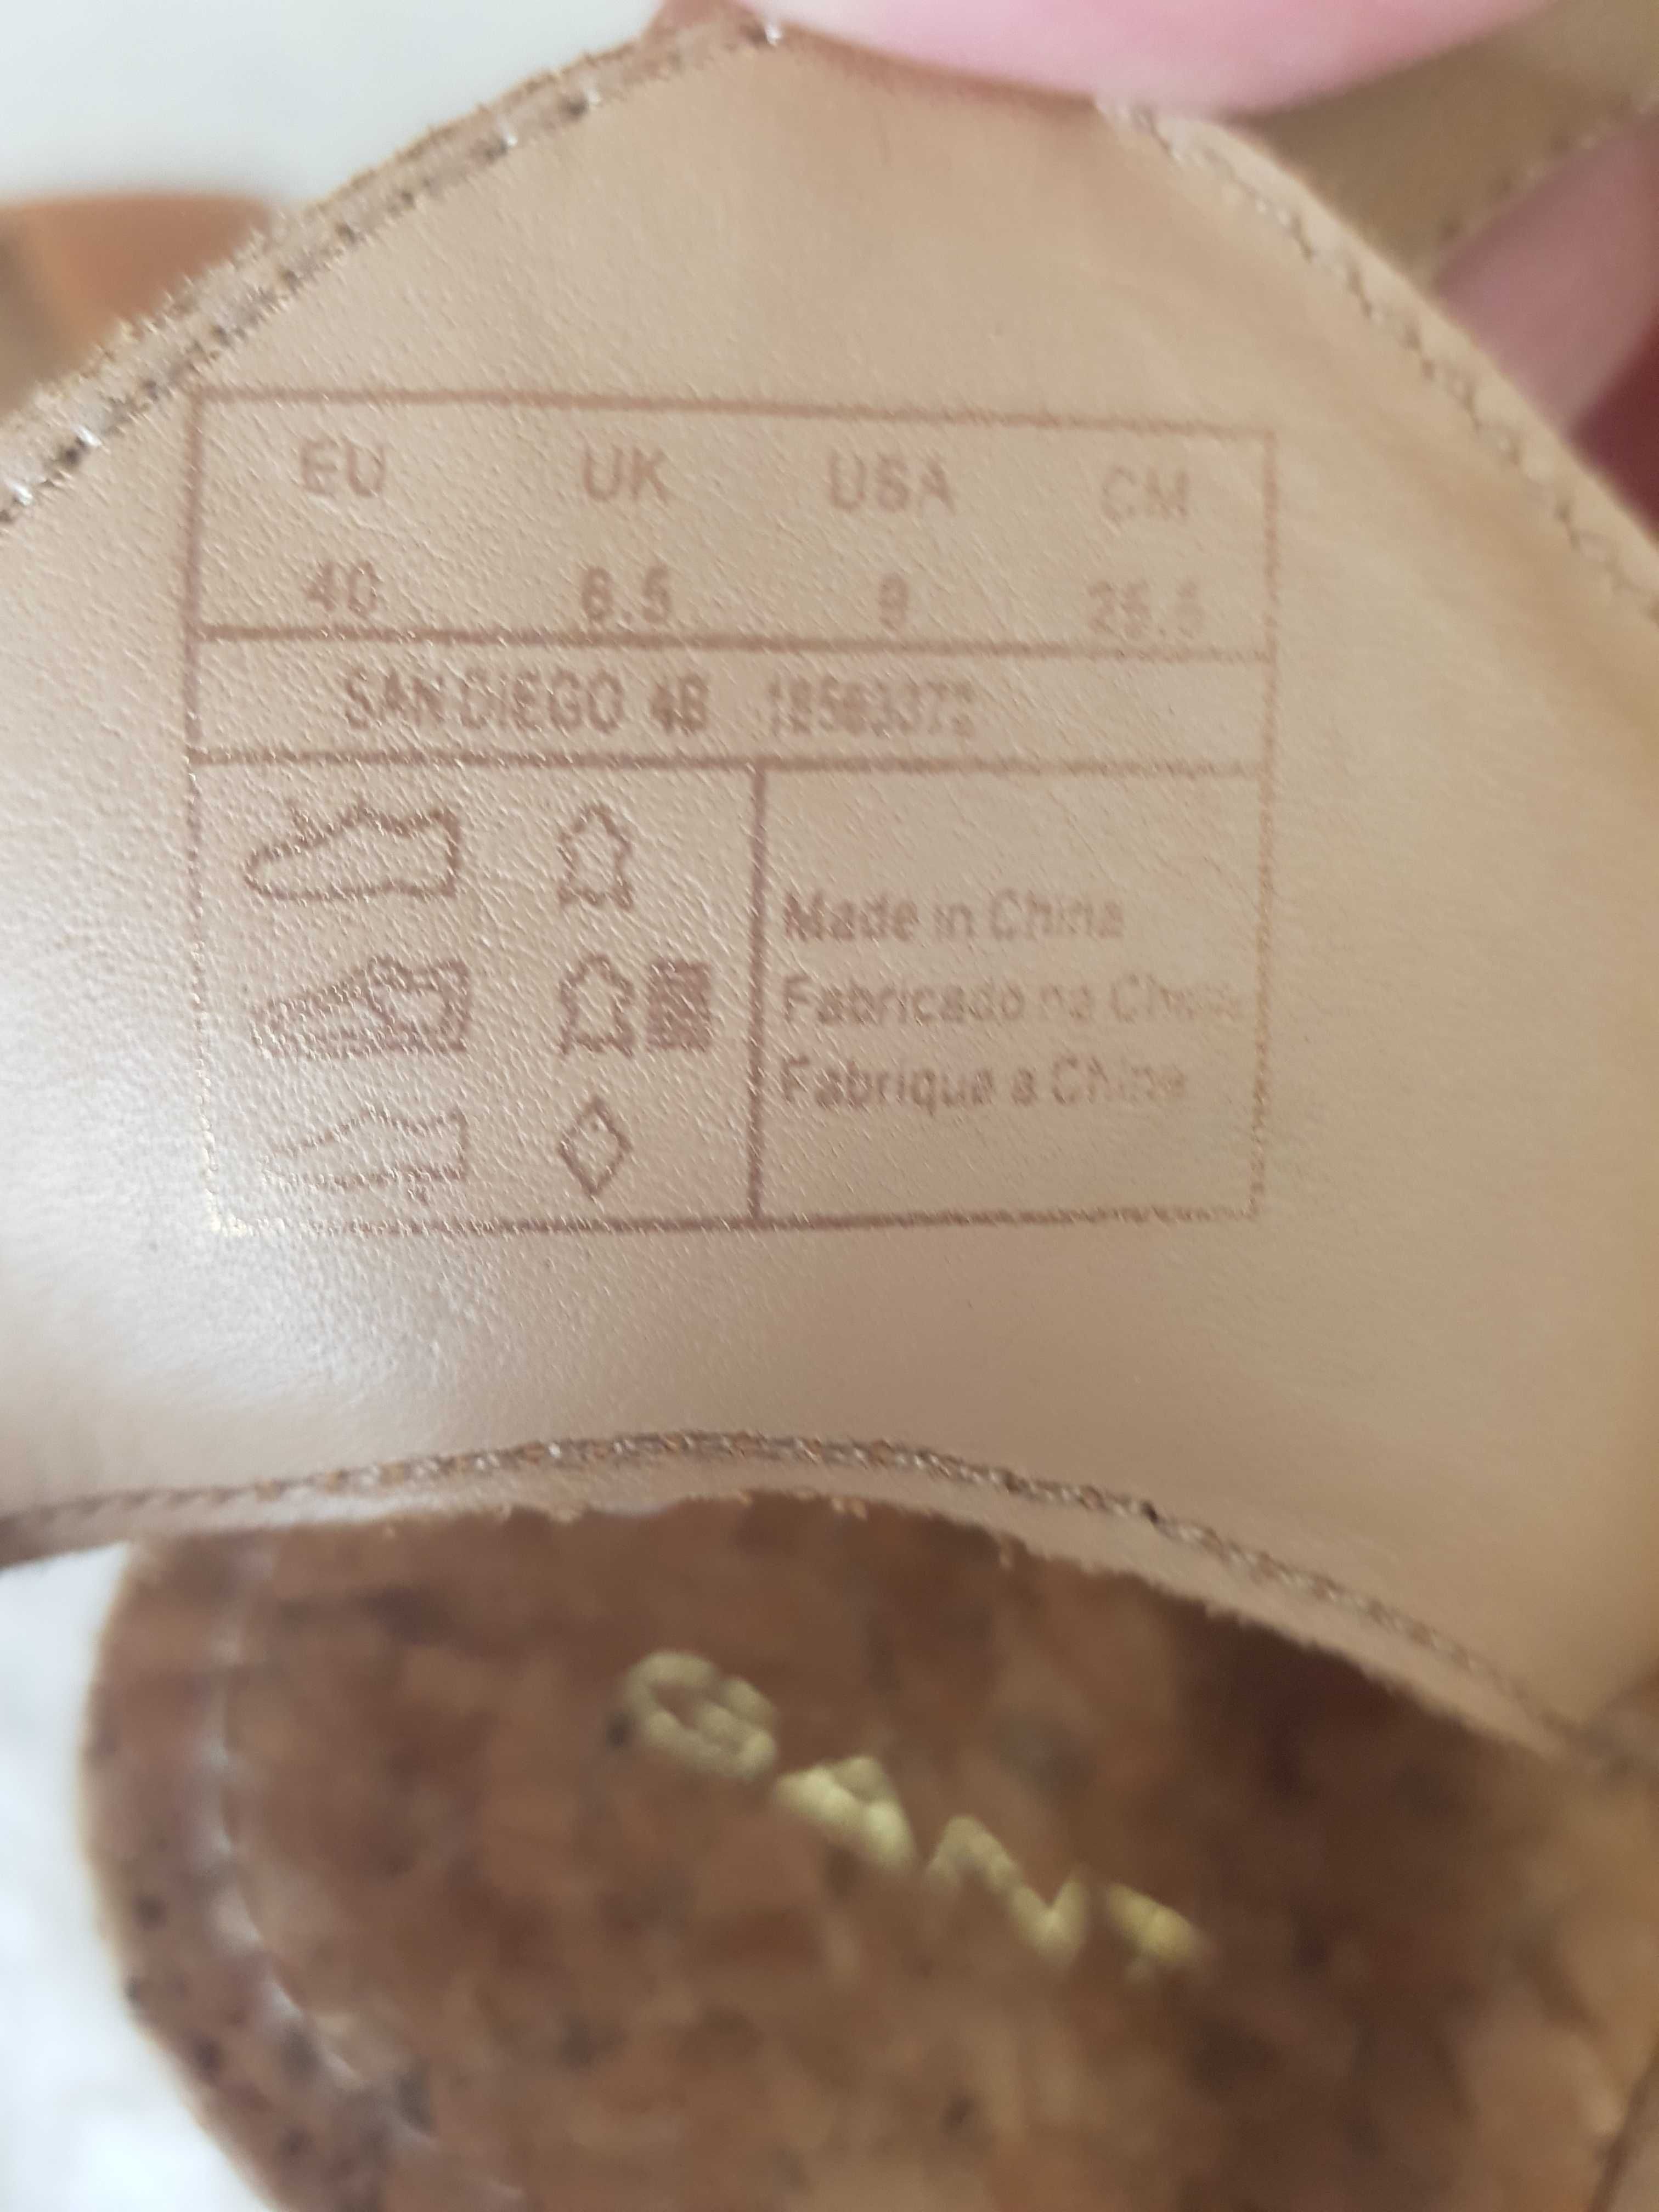 EU UK USA CM
40 6.5 9 25.5
SAN DIEGO 4B
Made in China
Fabricado na China
Fabrique a Chine